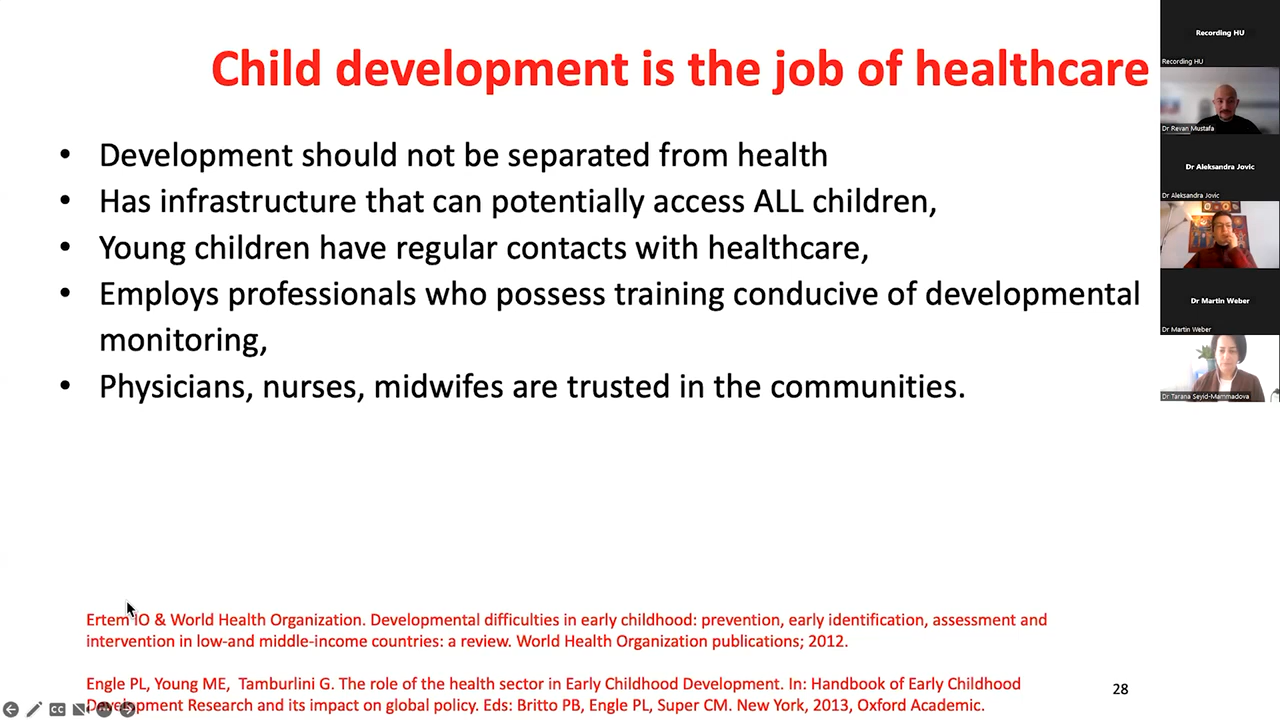 Child development is the job of healthcare
• Development should not be separated from health
• Has infrastructure that can potentially access ALL children,
• Young children have regular contacts with healthcare,
• Employs professionals who possess training conducive of developmental
monitoring,
• Physicians, nurses, midwifes are trusted in the communities.
Ertem IO & World Health Organization. Developmental difficulties in early childhood: prevention, early identification, assessment and
intervention in low-and middle-income countries: a review. World Health Organization publications; 2012.
Engle PL, Young ME, Tamburlini G. The role of the health sector in Early Childhood Development. In: Handbook of Early Childhood
Development Research and its impact on global policy. Eds: Britto PB, Engle PL, Super CM. New York, 2013, Oxford Academic.
28
CC
Recording HU
Recording HU
Dr Revan Mustafa
Dr Aleksandra Jovic
Dr Aleksandra Jovic
Dr Martin Weber
Dr Martin Weber
Dr Tarana Seyid-Mammadova